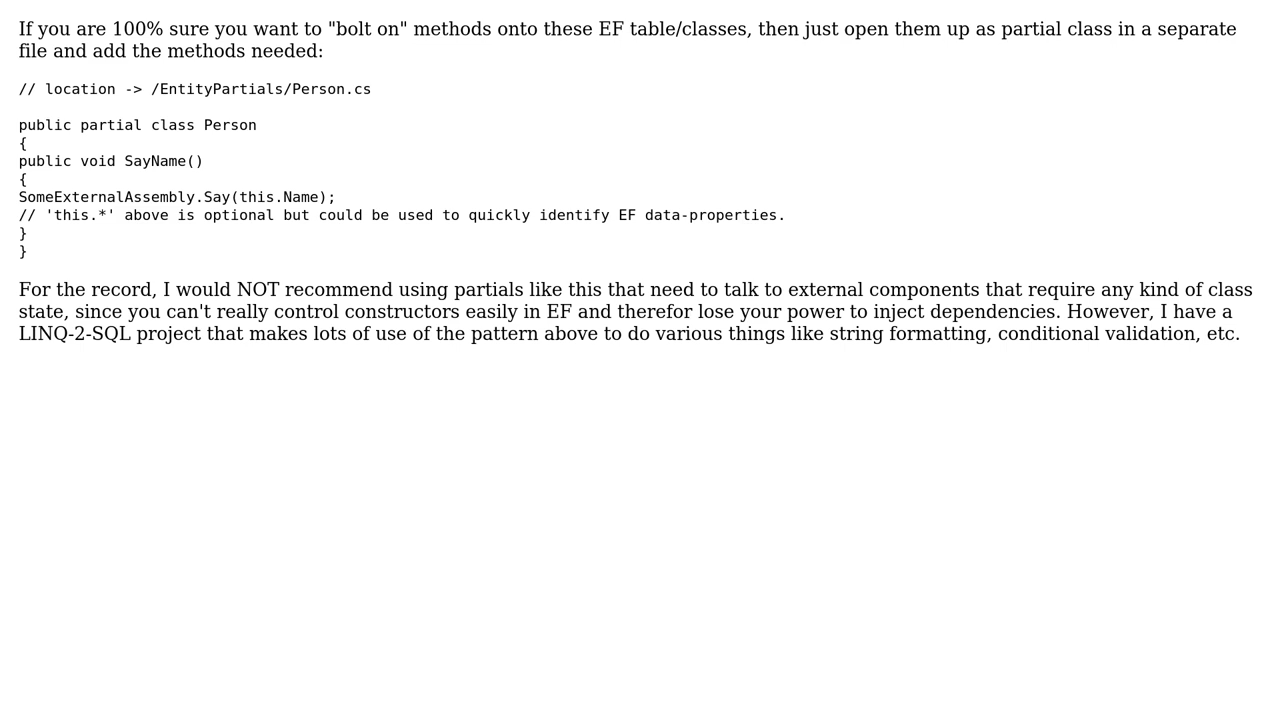 If you are 100% sure you want to "bolt on" methods onto these EF table/classes, then just open them up as partial class in a separate
file and add the methods needed:
// location -> /EntityPartials/Person.cs
public partial class Person
{
public void SayName()
{
SomeExternalAssembly.Say(this.Name);
// 'this.*' above is optional but could be used to quickly identify EF data-properties.
}
}
For the record, I would NOT recommend using partials like this that need to talk to external components that require any kind of class
state, since you can't really control constructors easily in EF and therefor lose your power to inject dependencies. However, I have a
LINQ-2-SQL project that makes lots of use of the pattern above to do various things like string formatting, conditional validation, etc.